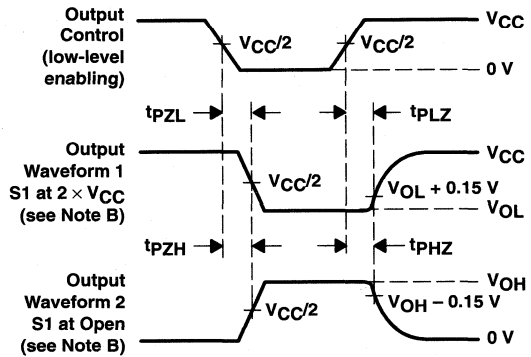 Output
Control
(low-level
enabling)
VCC/2
VCC/2
VCC
0 V
tPZL
tPLZ
Output
Waveform 1
S1 at 2 × VCC
(see Note B)
VCC/2
VCC
VOL + 0.15 V
VOL
tPZH
tPHZ
Output
Waveform 2
S1 at Open
(see Note B)
VCC/2
VOH
VOH − 0.15 V
0 V